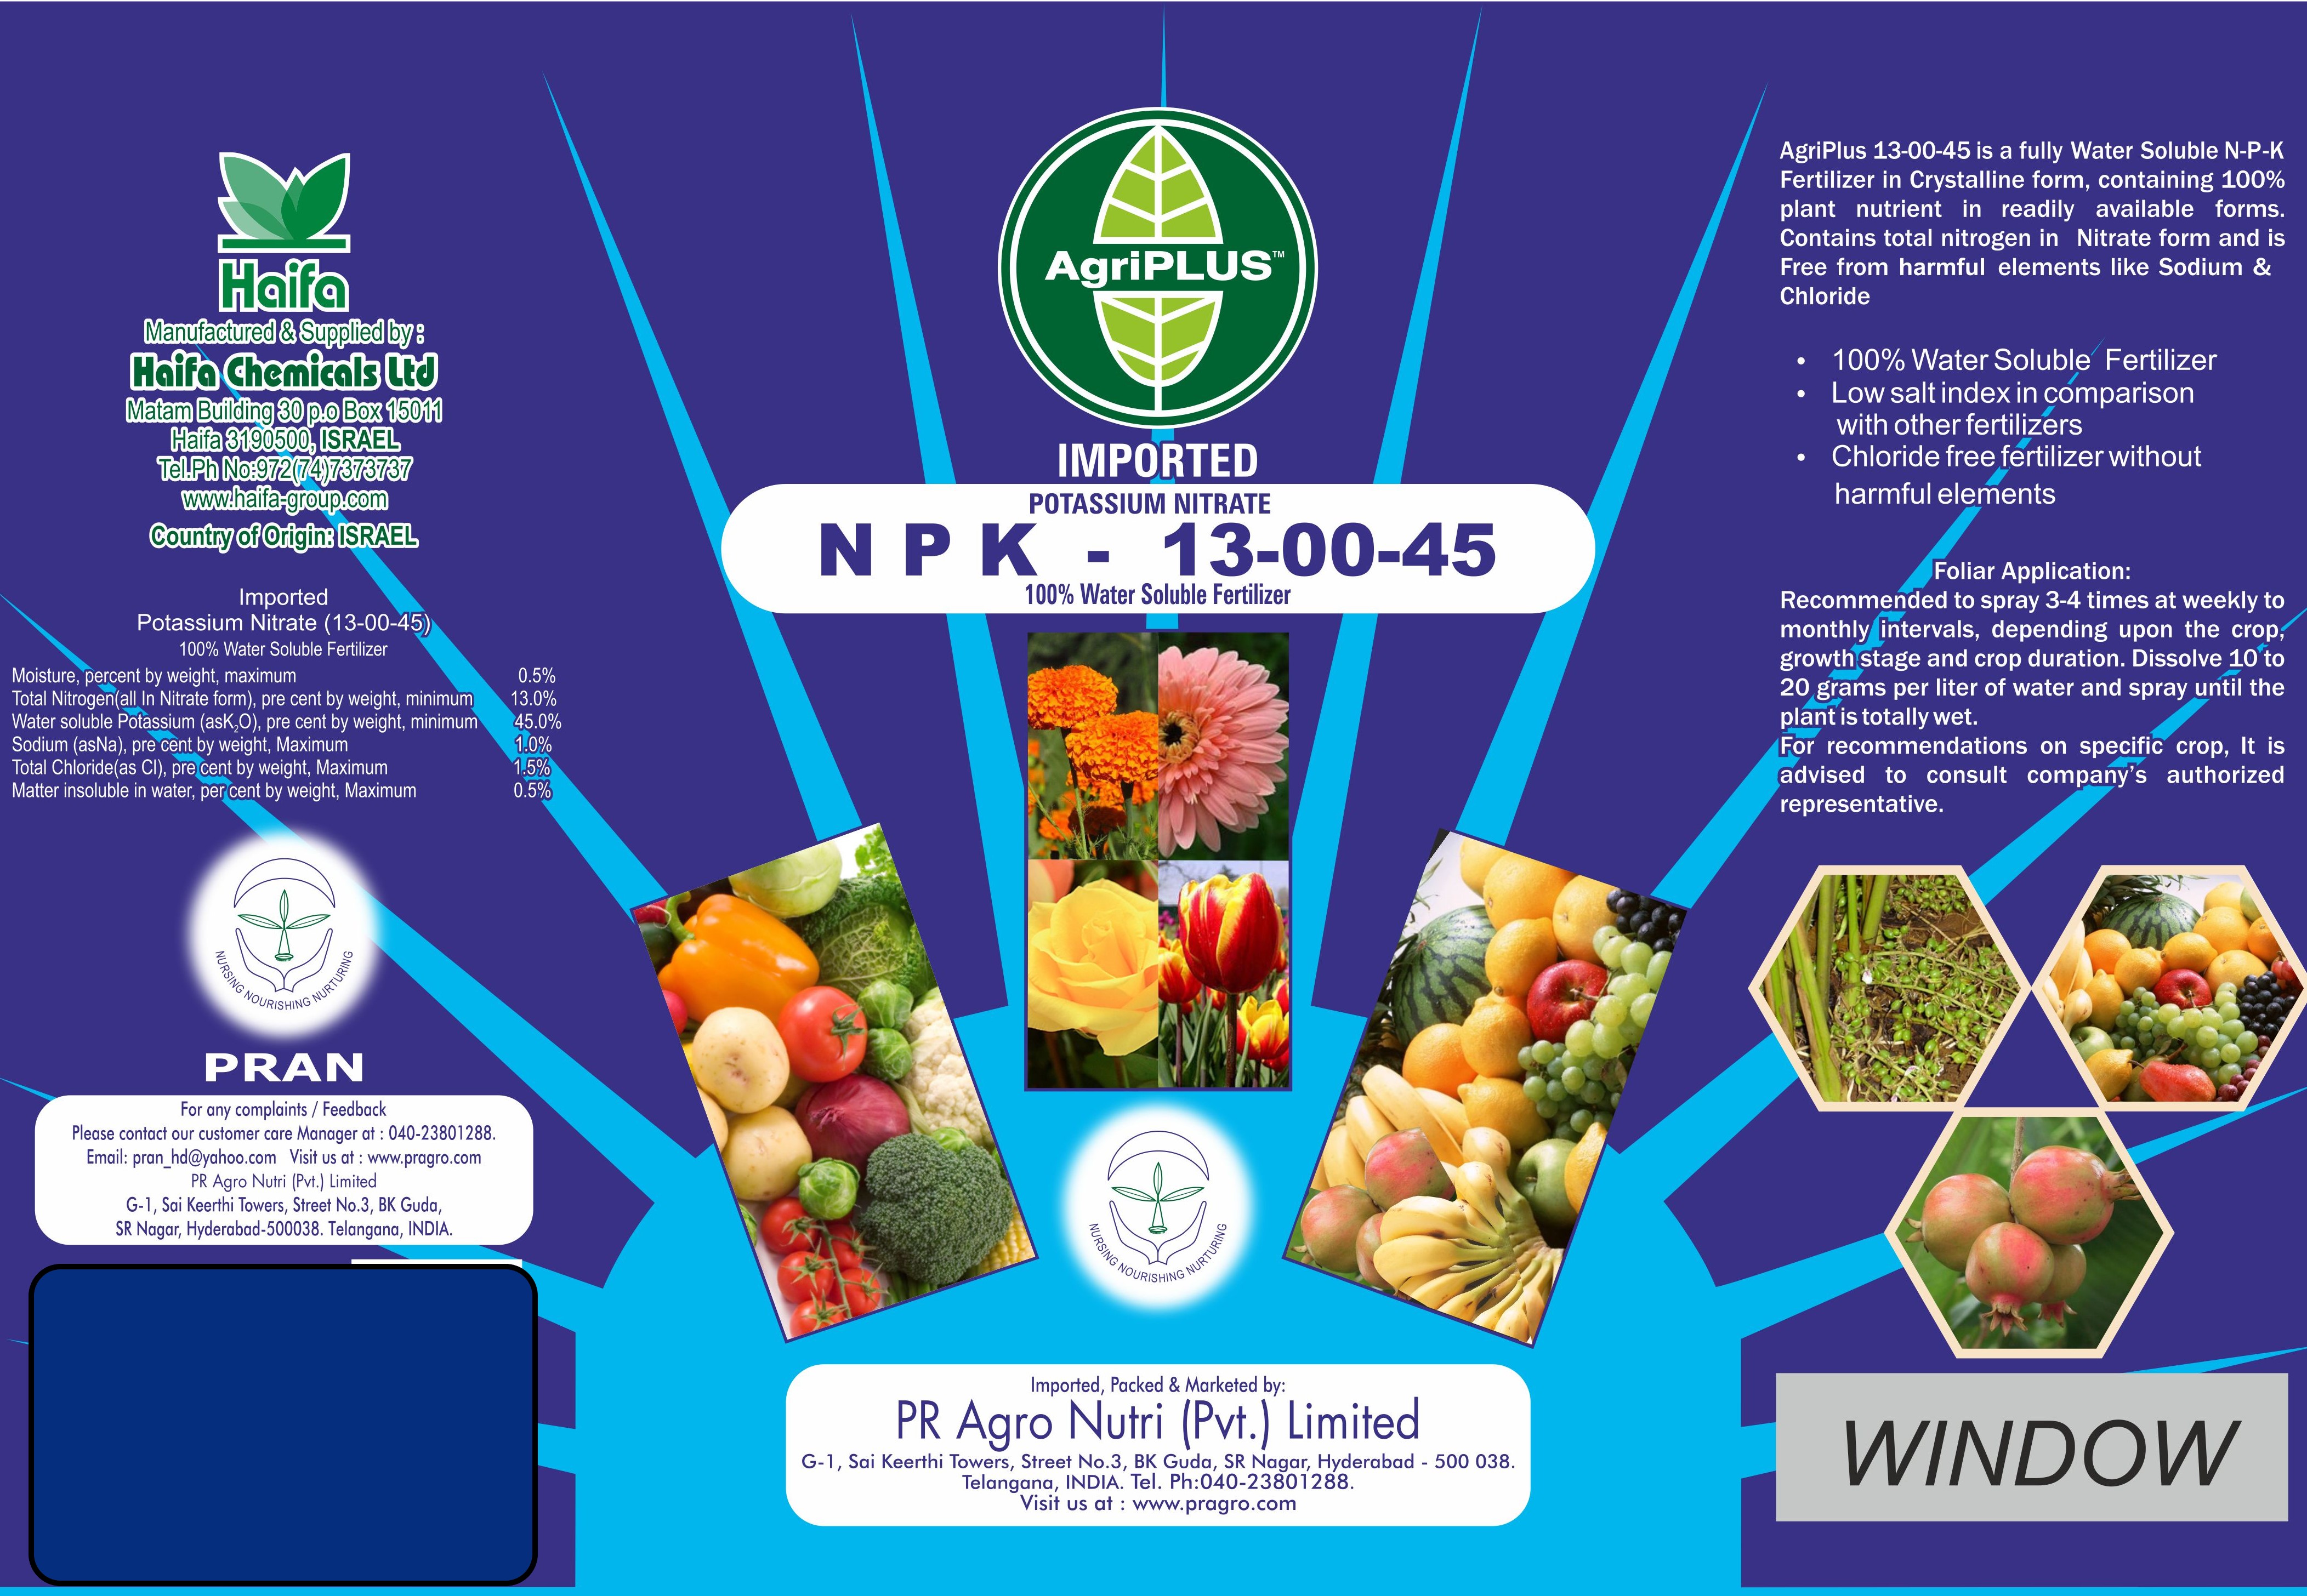 Haifa
Manufactured & Supplied by :
Haifa Chemicals Ltd
Matam Building 30 p.o Box 15011
Haifa 3190500, ISRAEL
Tel.Ph No:972(74)7373737
www.haifa-group.com
Country of Origin: ISRAEL
Imported
Potassium Nitrate (13-00-45)
100% Water Soluble Fertilizer
Moisture, percent by weight, maximum 0.5%
Total Nitrogen(all In Nitrate form), pre cent by weight, minimum 13.0%
Water soluble Potassium (asK2O), pre cent by weight, minimum 45.0%
Sodium (asNa), pre cent by weight, Maximum 1.0%
Total Chloride(as Cl), pre cent by weight, Maximum 1.5%
Matter insoluble in water, per cent by weight, Maximum 0.5%
NURSING NOURISHING NURTURING
PRAN
For any complaints / Feedback
Please contact our customer care Manager at : 040-23801288.
Email: pran_hd@yahoo.com Visit us at : www.pragro.com
PR Agro Nutri (Pvt.) Limited
G-1, Sai Keerthi Towers, Street No.3, BK Guda,
SR Nagar, Hyderabad-500038. Telangana, INDIA.
AgriPLUS™
IMPORTED
POTASSIUM NITRATE
N P K - 13-00-45
100% Water Soluble Fertilizer
NURSING NOURISHING NURTURING
Imported, Packed & Marketed by:
PR Agro Nutri (Pvt.) Limited
G-1, Sai Keerthi Towers, Street No.3, BK Guda, SR Nagar, Hyderabad - 500 038.
Telangana, INDIA. Tel. Ph:040-23801288.
Visit us at : www.pragro.com
AgriPlus 13-00-45 is a fully Water Soluble N-P-K
Fertilizer in Crystalline form, containing 100%
plant nutrient in readily available forms.
Contains total nitrogen in Nitrate form and is
Free from harmful elements like Sodium &
Chloride
• 100% Water Soluble Fertilizer
• Low salt index in comparison
with other fertilizers
• Chloride free fertilizer without
harmful elements
Foliar Application:
Recommended to spray 3-4 times at weekly to
monthly intervals, depending upon the crop,
growth stage and crop duration. Dissolve 10 to
20 grams per liter of water and spray until the
plant is totally wet.
For recommendations on specific crop, It is
advised to consult company's authorized
representative.
WINDOW